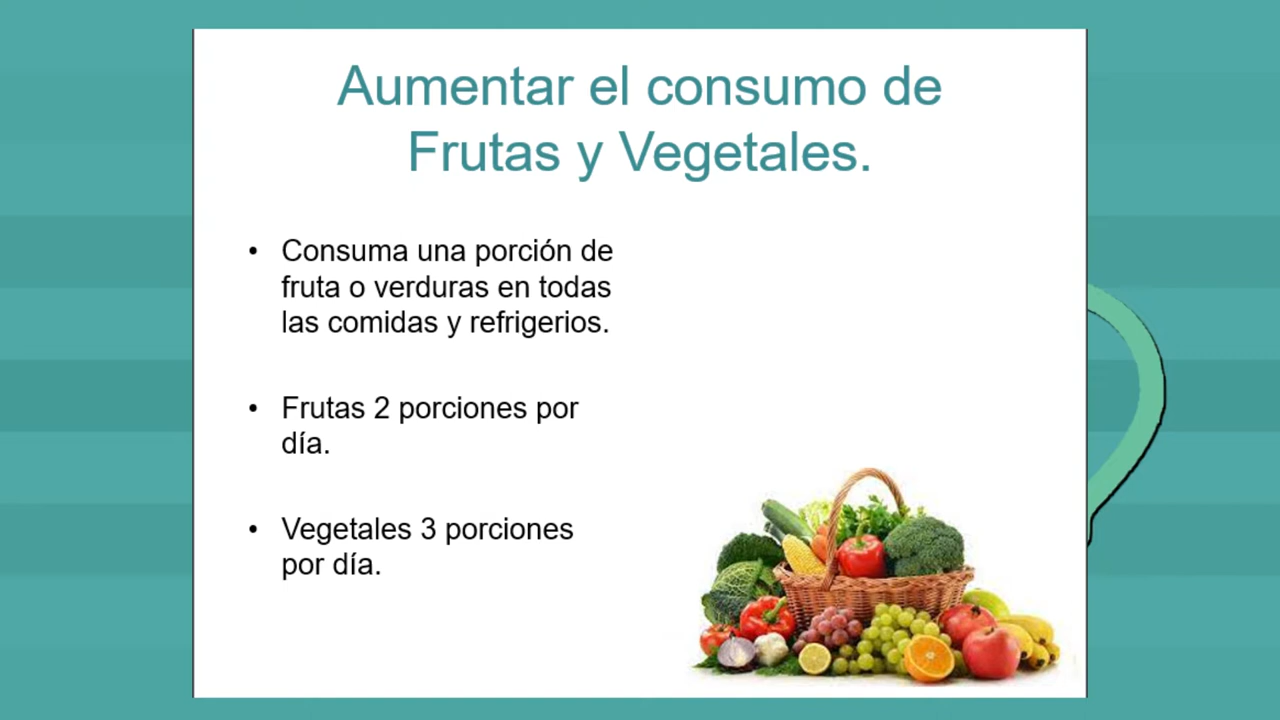 Aumentar el consumo de
Frutas y Vegetales.
• Consuma una porción de
fruta o verduras en todas
las comidas y refrigerios.
• Frutas 2 porciones por
día.
• Vegetales 3 porciones
por día.